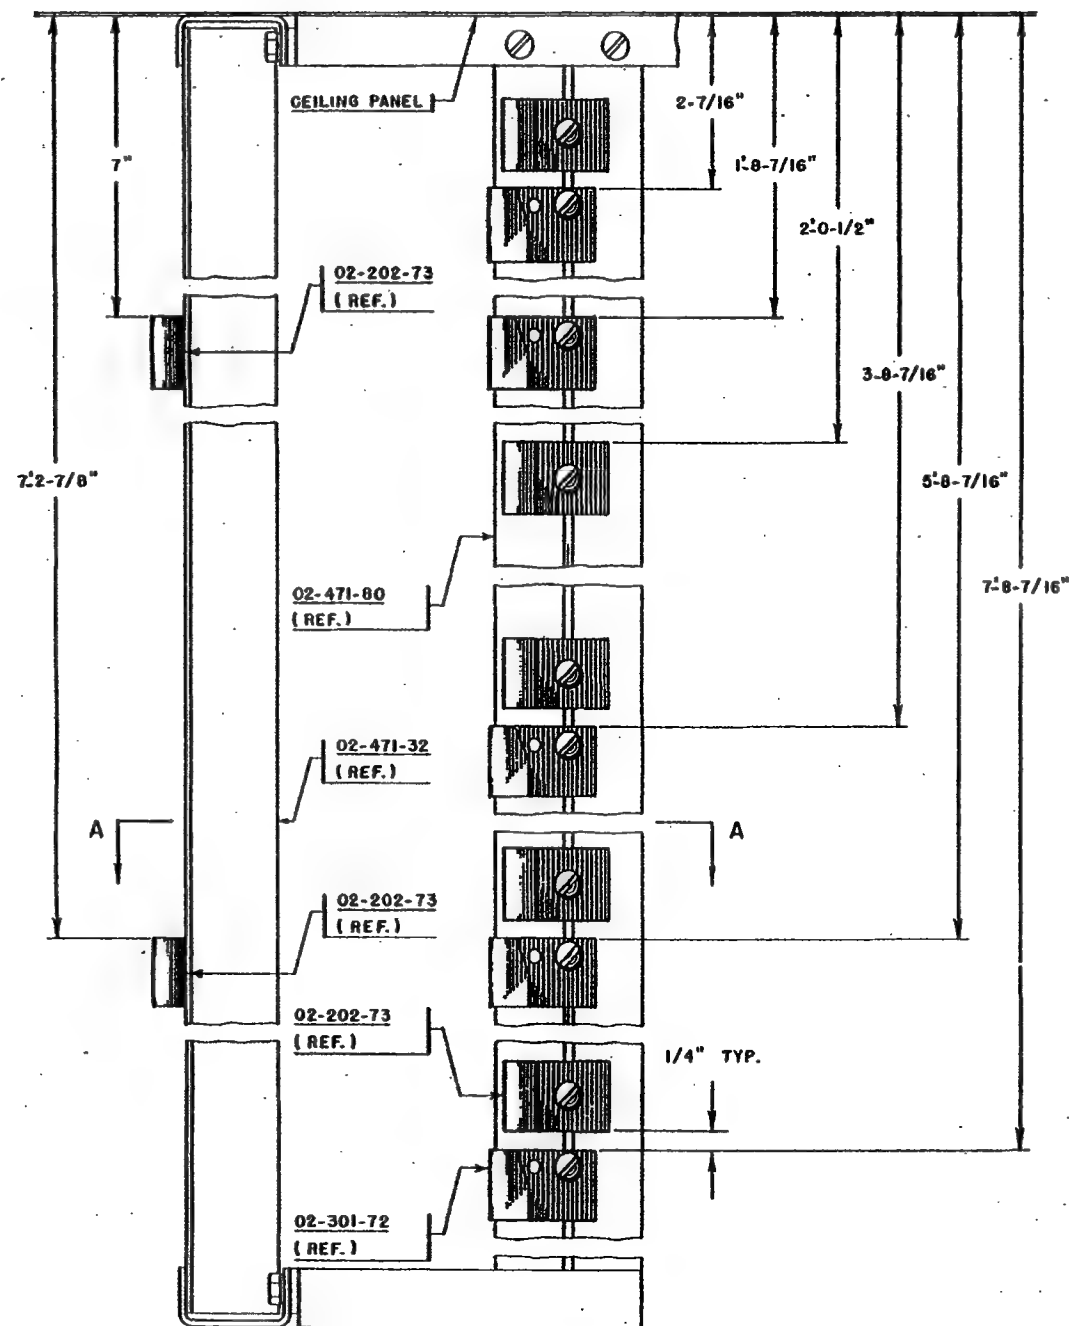 CEILING PANEL
2-7/16"
7"
1'-8-7/16"
2'-0-1/2"
02-202-73
(REF.)
3-8-7/16"
7'-2-7/8"
5'-8-7/16"
7'-8-7/16"
02-471-80
(REF.)
02-471-32
(REF.)
A
A
02-202-73
(REF.)
02-202-73
(REF.)
1/4" TYP.
02-301-72
(REF.)